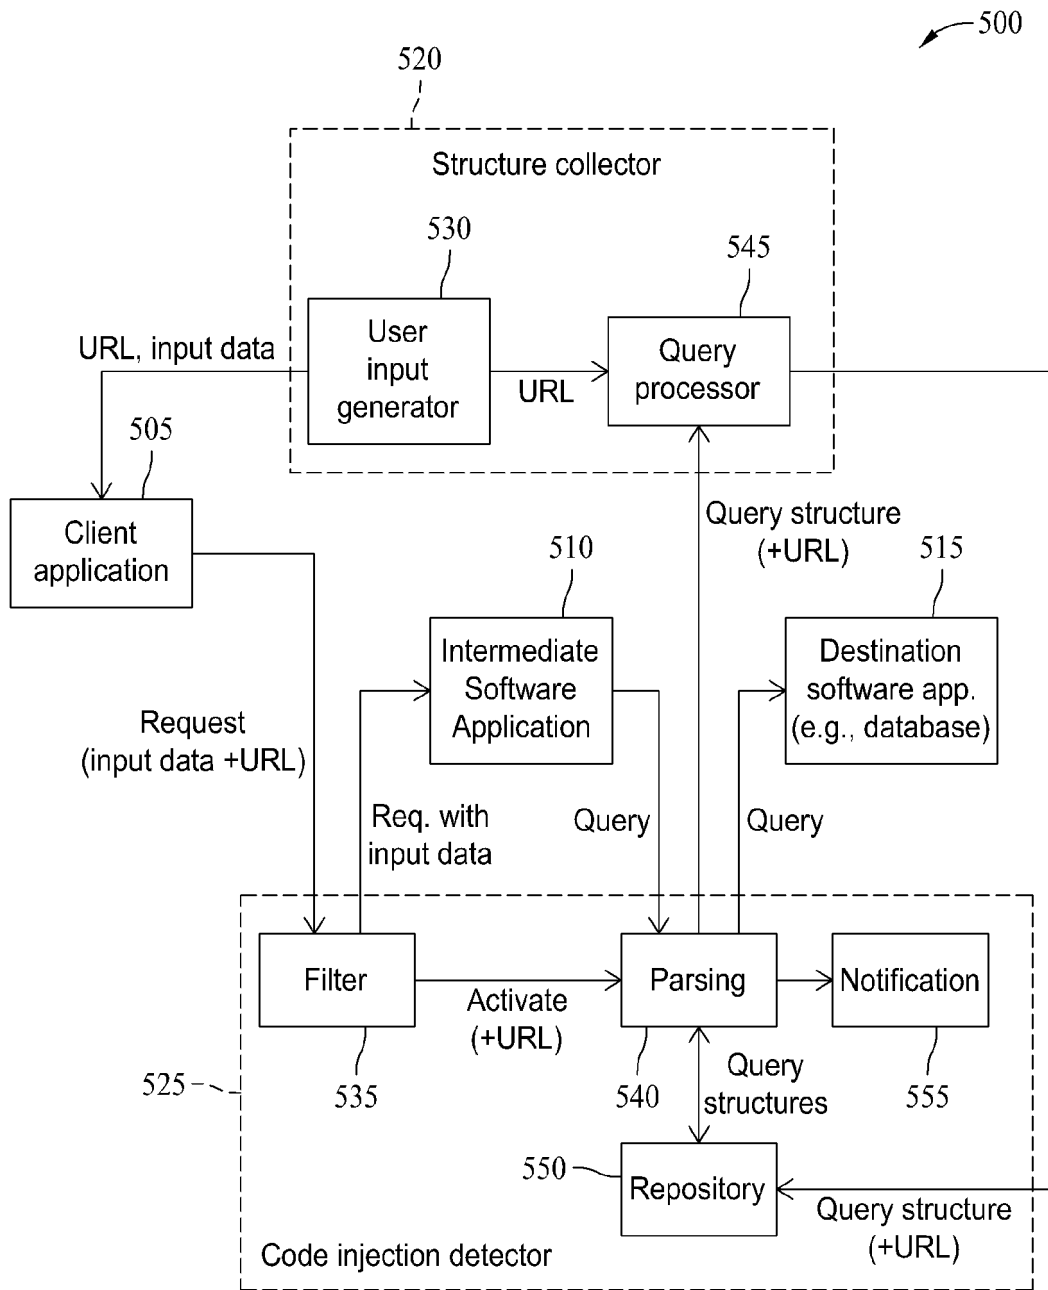 500
520
Structure collector
530
545
User
input
generator
Query
processor
URL, input data
URL
505
Client
application
Query structure
(+URL)
510
515
Intermediate
Software
Application
Destination
software app.
(e.g., database)
Request
(input data +URL)
Req. with
input data
Query
Query
Filter
Parsing
Notification
Activate
(+URL)
525
535
540
555
Query
structures
550
Repository
Query structure
(+URL)
Code injection detector